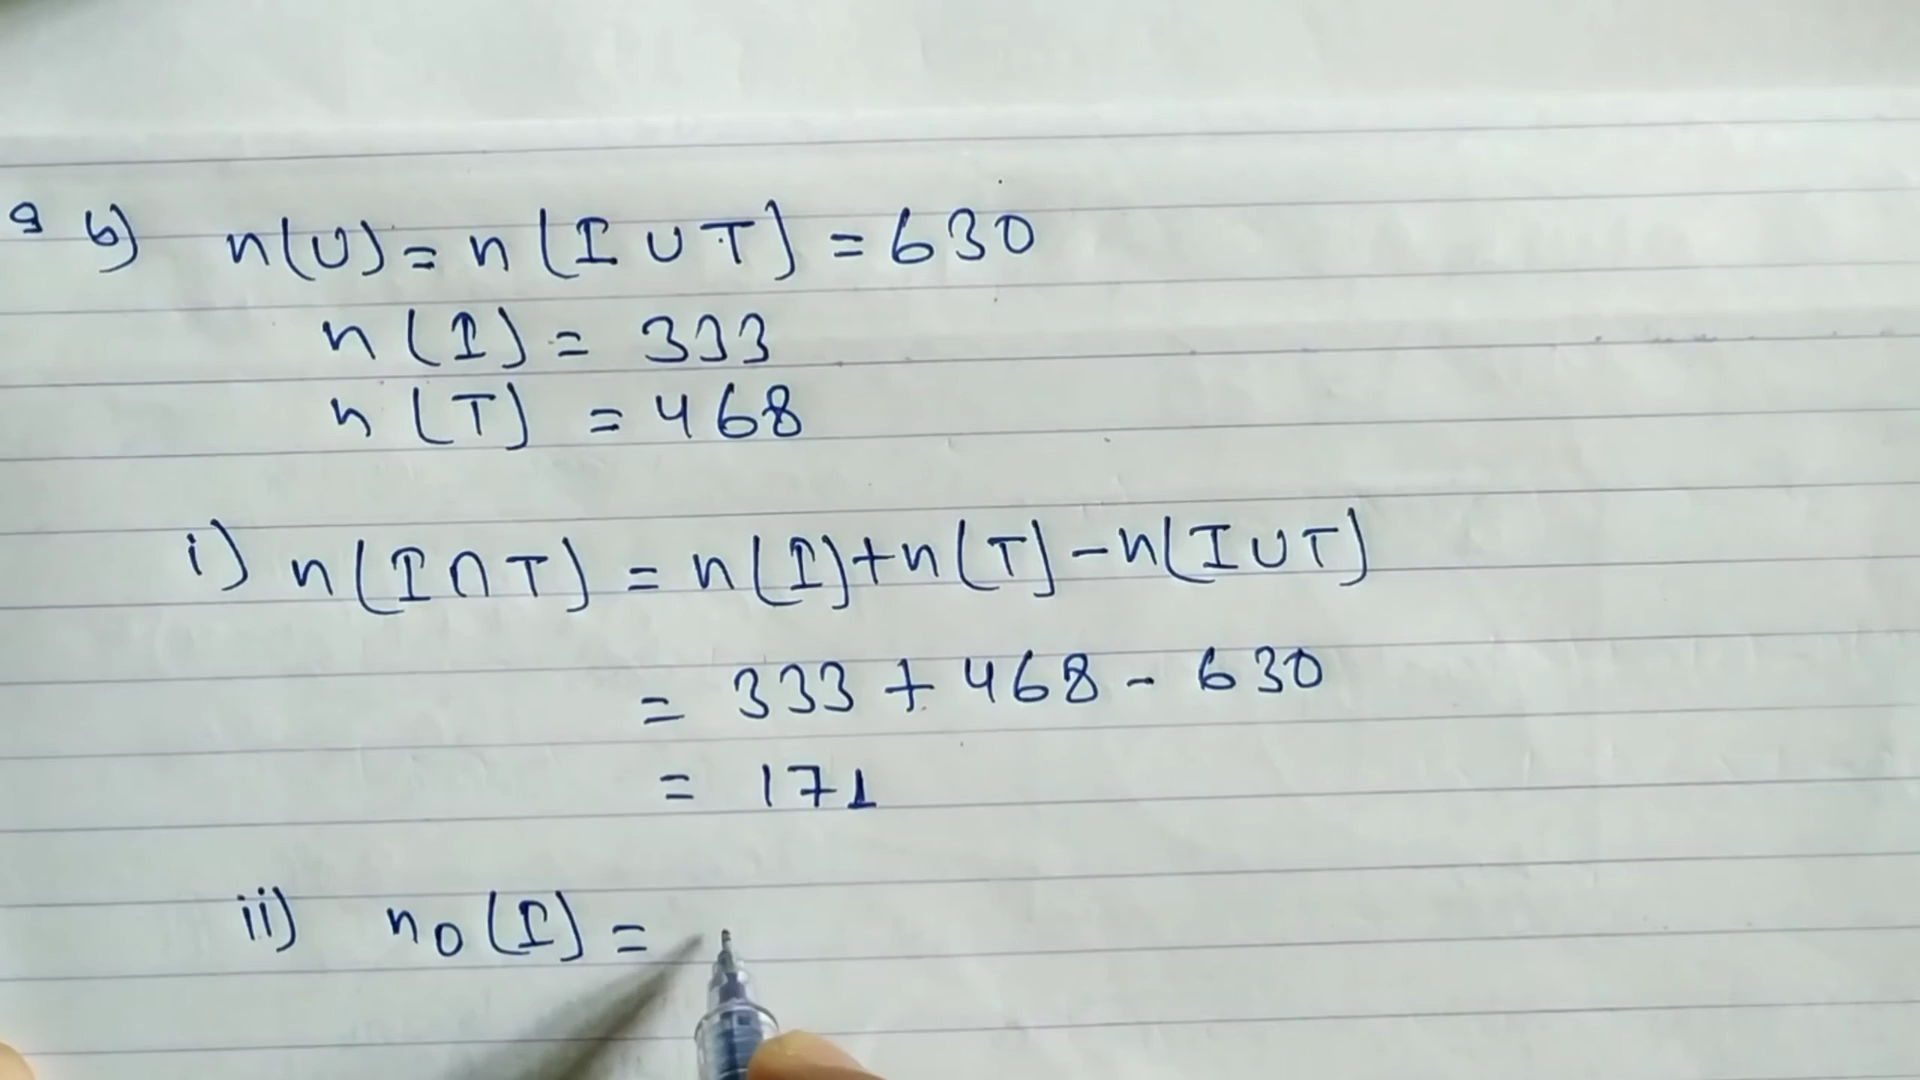 9 b) n(U) = n(I ∪ T) = 630
n(I) = 333
n(T) = 468
i) n(I ∩ T) = n(I) + n(T) - n(I ∪ T)
= 333 + 468 - 630
= 171
ii) n₀(I) =